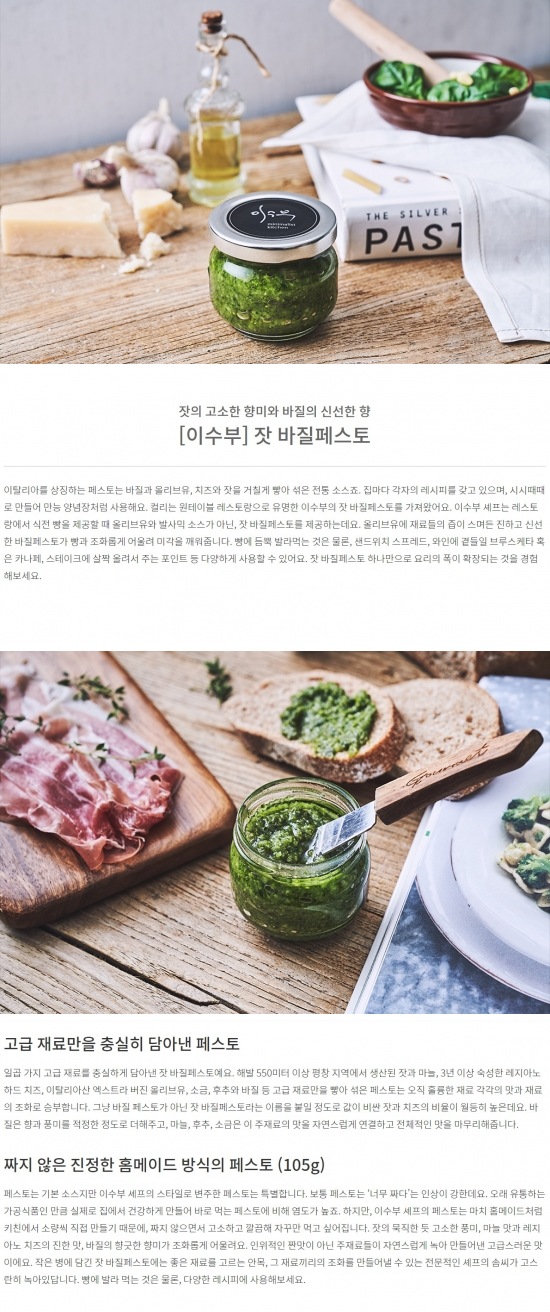 이수부
minimalist
kitchen
THE SILVER S
PAST
잣의 고소한 향미와 바질의 신선한 향
[이수부] 잣 바질페스토
이탈리아를 상징하는 페스토는 바질과 올리브유, 치즈와 잣을 거칠게 빻아 섞은 전통 소스죠. 집마다 각자의 레시피를 갖고 있으며, 시시때때
로 만들어 만능 양념장처럼 사용해요. 컬리는 원테이블 레스토랑으로 유명한 이수부의 잣 바질페스토를 가져왔어요. 이수부 셰프는 레스토
랑에서 식전 빵을 제공할 때 올리브유와 발사믹 소스가 아닌, 잣 바질페스토를 제공하는데요. 올리브유에 재료들의 즙이 스며든 진하고 신선
한 바질페스토가 빵과 조화롭게 어울려 미각을 깨워줍니다. 빵에 듬뿍 발라먹는 것은 물론, 샌드위치 스프레드, 와인에 곁들일 브루스케타 혹
은 카나페, 스테이크에 살짝 올려서 주는 포인트 등 다양하게 사용할 수 있어요. 잣 바질페스토 하나만으로 요리의 폭이 확장되는 것을 경험
해보세요.
Gourmet
고급 재료만을 충실히 담아낸 페스토
일곱 가지 고급 재료를 충실하게 담아낸 잣 바질페스토예요. 해발 550미터 이상 평창 지역에서 생산된 잣과 마늘, 3년 이상 숙성한 레지아노
하드 치즈, 이탈리아산 엑스트라 버진 올리브유, 소금, 후추와 바질 등 고급 재료만을 빻아 섞은 페스토는 오직 훌륭한 재료 각각의 맛과 재료
의 조화로 승부합니다. 그냥 바질 페스토가 아닌 잣 바질페스토라는 이름을 붙일 정도로 값이 비싼 잣과 치즈의 비율이 월등히 높은데요. 바
질은 향과 풍미를 적정한 정도로 더해주고, 마늘, 후추, 소금은 이 주재료의 맛을 자연스럽게 연결하고 전체적인 맛을 마무리해줍니다.
짜지 않은 진정한 홈메이드 방식의 페스토 (105g)
페스토는 기본 소스지만 이수부 셰프의 스타일로 변주한 페스토는 특별합니다. 보통 페스토는 '너무 짜다'는 인상이 강한데요. 오래 유통하는
가공식품인 만큼 실제로 집에서 건강하게 만들어 바로 먹는 페스토에 비해 염도가 높죠. 하지만, 이수부 셰프의 페스토는 마치 홈메이드처럼
키친에서 소량씩 직접 만들기 때문에, 짜지 않으면서 고소하고 깔끔해 자꾸만 먹고 싶어집니다. 잣의 묵직한 듯 고소한 풍미, 마늘 맛과 레지
아노 치즈의 진한 맛, 바질의 향긋한 향미가 조화롭게 어울려요. 인위적인 짠맛이 아닌 주재료들이 자연스럽게 녹아 만들어낸 고급스러운 맛
이에요. 작은 병에 담긴 잣 바질페스토에는 좋은 재료를 고르는 안목, 그 재료끼리의 조화를 만들어낼 수 있는 전문적인 셰프의 솜씨가 고스
란히 녹아있답니다. 빵에 발라 먹는 것은 물론, 다양한 레시피에 사용해보세요.